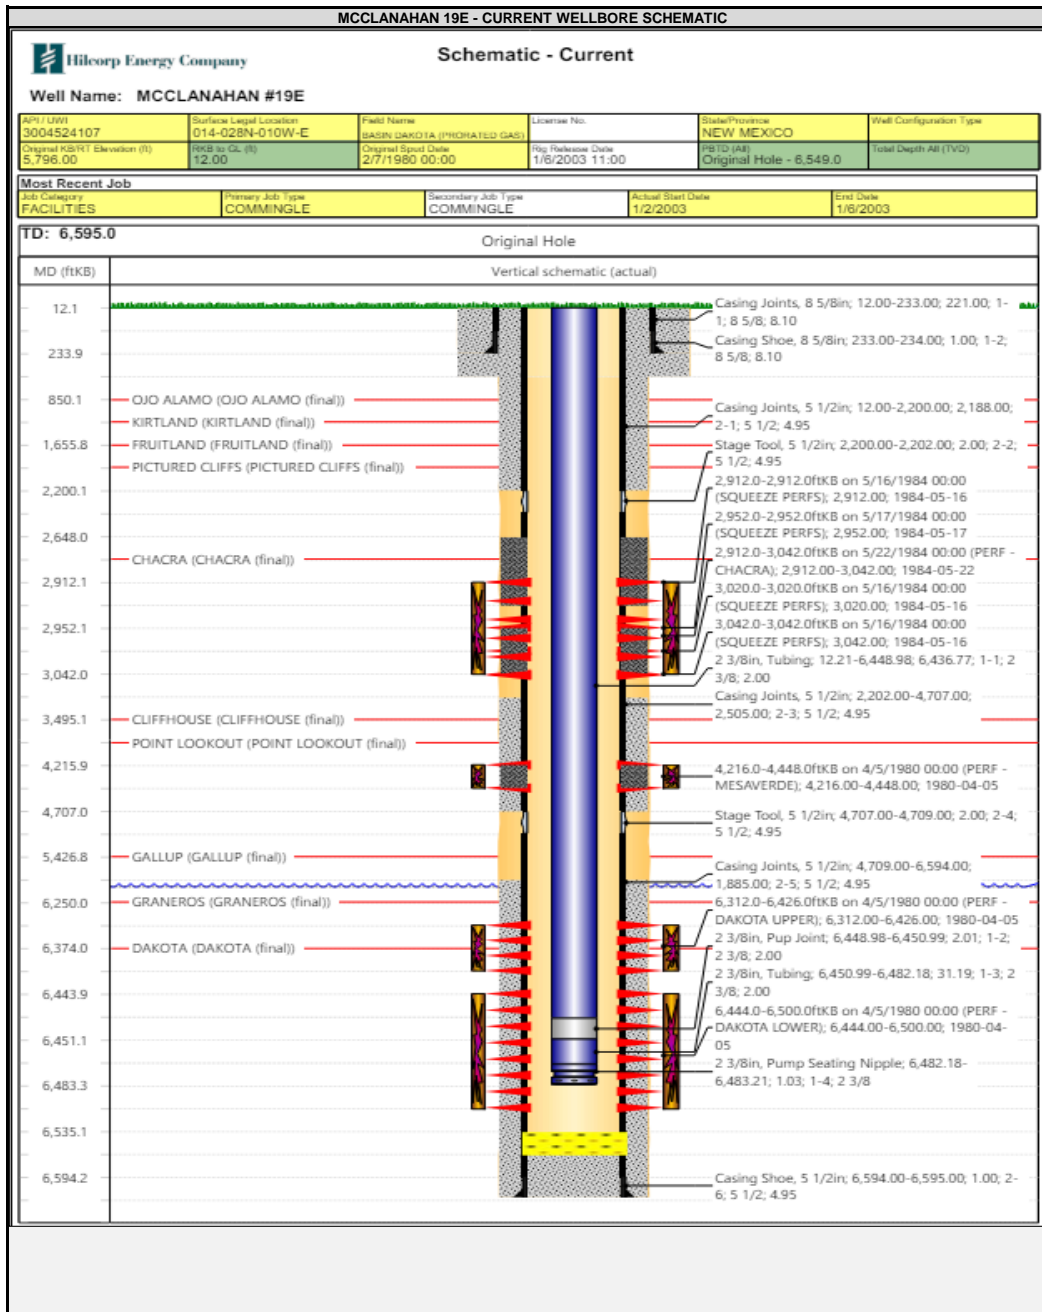 MCCLANAHAN 19E - CURRENT WELLBORE SCHEMATIC
Hilcorp Energy Company
Schematic - Current
Well Name: MCCLANAHAN #19E
API / UWI
3004524107
Surface Legal Location
014-028N-010W-E
Field Name
BASIN DAKOTA (PRORATED GAS)
License No.
State/Province
NEW MEXICO
Well Configuration Type
Original KB/RT Elevation (ft)
5,796.00
RKB to GL (ft)
12.00
Original Spud Date
2/7/1980 00:00
Rig Release Date
1/6/2003 11:00
PBTD (All)
Original Hole - 6,549.0
Total Depth All (TVD)
Most Recent Job
Job Category
FACILITIES
Primary Job Type
COMMINGLE
Secondary Job Type
COMMINGLE
Actual Start Date
1/2/2003
End Date
1/6/2003
TD: 6,595.0
Original Hole
MD (ftKB)
Vertical schematic (actual)
12.1
Casing Joints, 8 5/8in; 12.00-233.00; 221.00; 1-
1; 8 5/8; 8.10
Casing Shoe, 8 5/8in; 233.00-234.00; 1.00; 1-2;
8 5/8; 8.10
233.9
850.1
OJO ALAMO (OJO ALAMO (final))
Casing Joints, 5 1/2in; 12.00-2,200.00; 2,188.00;
2-1; 5 1/2; 4.95
KIRTLAND (KIRTLAND (final))
1,655.8
FRUITLAND (FRUITLAND (final))
Stage Tool, 5 1/2in; 2,200.00-2,202.00; 2.00; 2-2;
5 1/2; 4.95
PICTURED CLIFFS (PICTURED CLIFFS (final))
2,912.0-2,912.0ftKB on 5/16/1984 00:00
(SQUEEZE PERFS); 2,912.00; 1984-05-16
2,200.1
2,952.0-2,952.0ftKB on 5/17/1984 00:00
(SQUEEZE PERFS); 2,952.00; 1984-05-17
2,648.0
2,912.0-3,042.0ftKB on 5/22/1984 00:00 (PERF -
CHACRA); 2,912.00-3,042.00; 1984-05-22
CHACRA (CHACRA (final))
2,912.1
3,020.0-3,020.0ftKB on 5/16/1984 00:00
(SQUEEZE PERFS); 3,020.00; 1984-05-16
2,952.1
3,042.0-3,042.0ftKB on 5/16/1984 00:00
(SQUEEZE PERFS); 3,042.00; 1984-05-16
3,042.0
2 3/8in, Tubing; 12.21-6,448.98; 6,436.77; 1-1; 2
3/8; 2.00
Casing Joints, 5 1/2in; 2,202.00-4,707.00;
2,505.00; 2-3; 5 1/2; 4.95
3,495.1
CLIFFHOUSE (CLIFFHOUSE (final))
POINT LOOKOUT (POINT LOOKOUT (final))
4,215.9
4,216.0-4,448.0ftKB on 4/5/1980 00:00 (PERF -
MESAVERDE); 4,216.00-4,448.00; 1980-04-05
4,707.0
Stage Tool, 5 1/2in; 4,707.00-4,709.00; 2.00; 2-4;
5 1/2; 4.95
5,426.8
GALLUP (GALLUP (final))
Casing Joints, 5 1/2in; 4,709.00-6,594.00;
1,885.00; 2-5; 5 1/2; 4.95
6,250.0
GRANEROS (GRANEROS (final))
6,312.0-6,426.0ftKB on 4/5/1980 00:00 (PERF -
DAKOTA UPPER); 6,312.00-6,426.00; 1980-04-05
6,374.0
DAKOTA (DAKOTA (final))
2 3/8in, Pup Joint; 6,448.98-6,450.99; 2.01; 1-2;
2 3/8; 2.00
2 3/8in, Tubing; 6,450.99-6,482.18; 31.19; 1-3; 2
3/8; 2.00
6,443.9
6,444.0-6,500.0ftKB on 4/5/1980 00:00 (PERF -
DAKOTA LOWER); 6,444.00-6,500.00; 1980-04-
05
6,451.1
2 3/8in, Pump Seating Nipple; 6,482.18-
6,483.21; 1.03; 1-4; 2 3/8
6,483.3
6,535.1
6,594.2
Casing Shoe, 5 1/2in; 6,594.00-6,595.00; 1.00; 2-
6; 5 1/2; 4.95